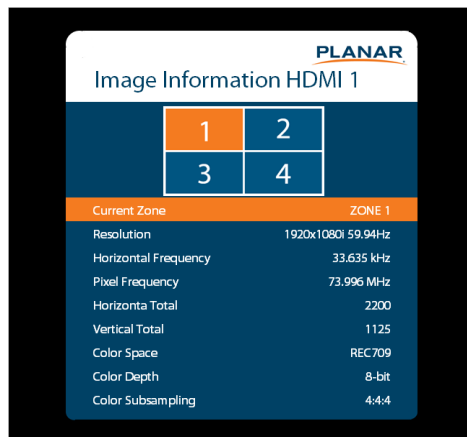 PLANAR
Image Information HDMI 1
1 2
3 4
Current Zone ZONE 1
Resolution 1920x1080i 59.94Hz
Horizontal Frequency 33.635 kHz
Pixel Frequency 73.996 MHz
Horizonta Total 2200
Vertical Total 1125
Color Space REC709
Color Depth 8-bit
Color Subsampling 4:4:4